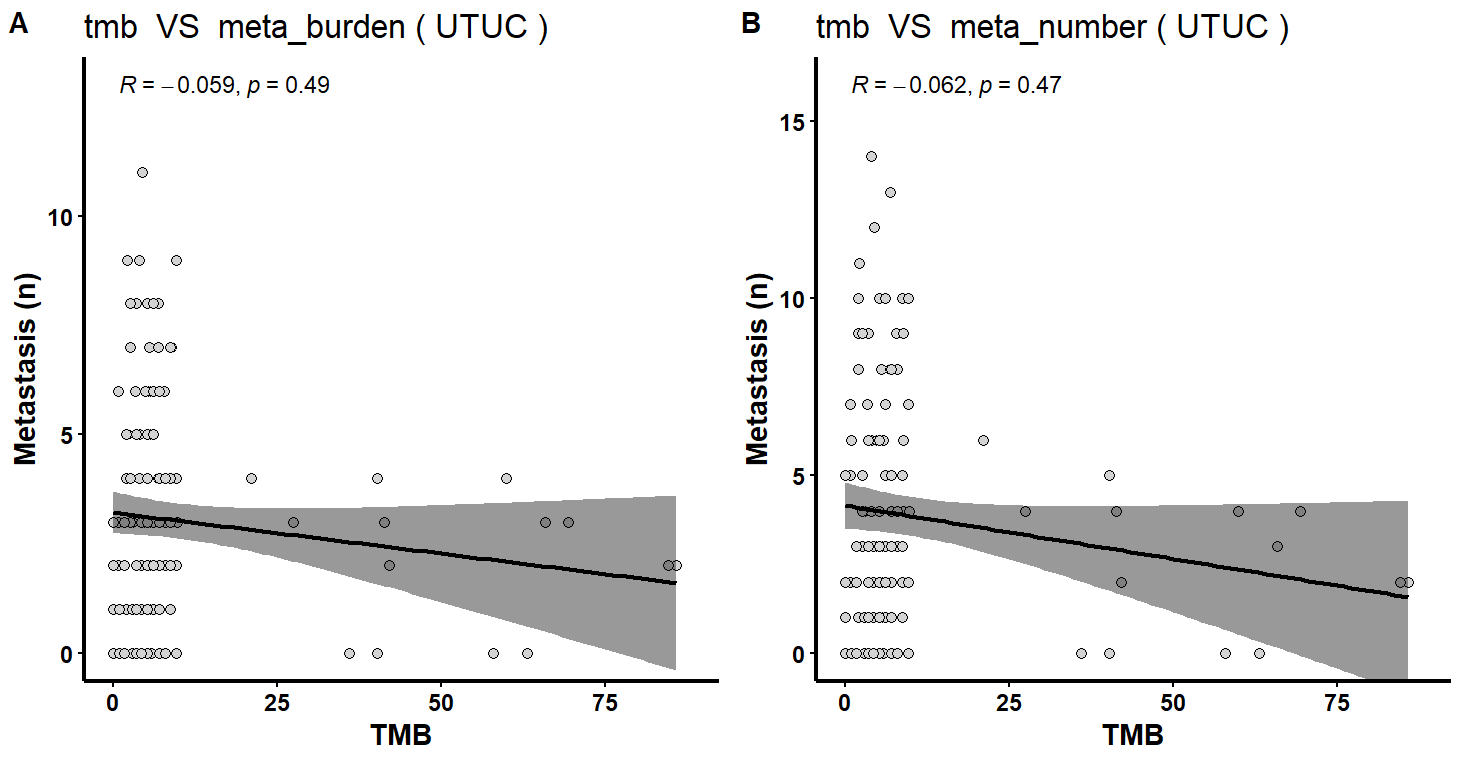 A
tmb VS meta_burden ( UTUC )
R = −0.059, p = 0.49
Metastasis (n)
10
5
0
0 25 50 75
TMB
B
tmb VS meta_number ( UTUC )
R = −0.062, p = 0.47
Metastasis (n)
15
10
5
0
0 25 50 75
TMB